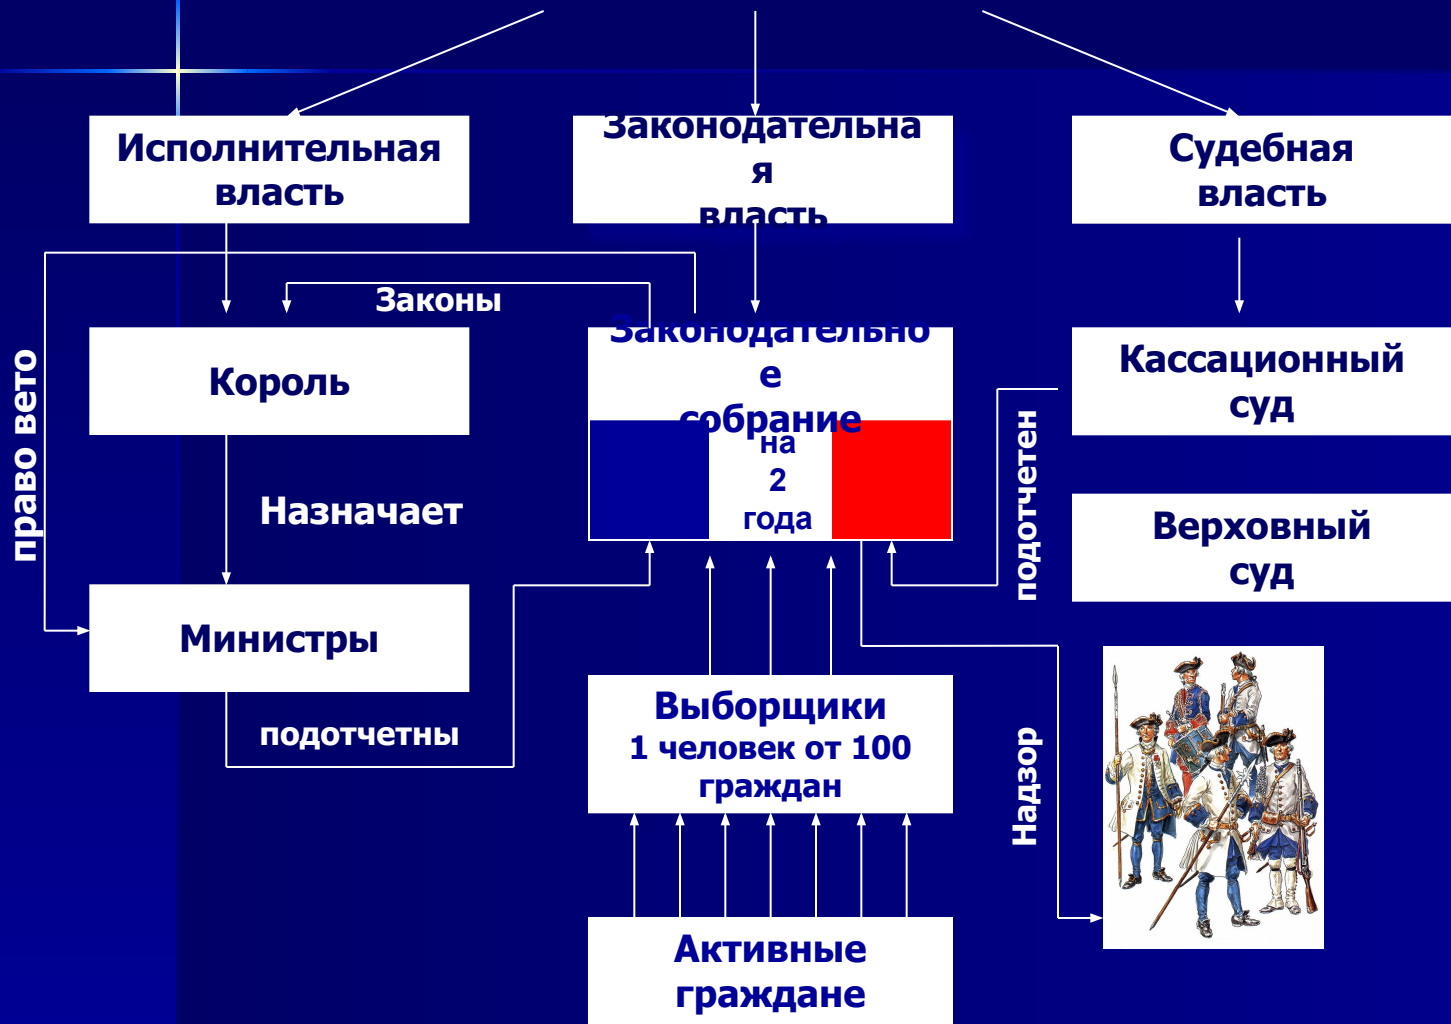 Исполнительная
власть
Законодательна
я
власть
Судебная
власть
Законы
право вето
Король
Законодательно
е
собрание
на
2
года
подотчетен
Кассационный
суд
Назначает
Верховный
суд
Министры
подотчетны
Выборщики
1 человек от 100
граждан
Надзор
Активные
граждане